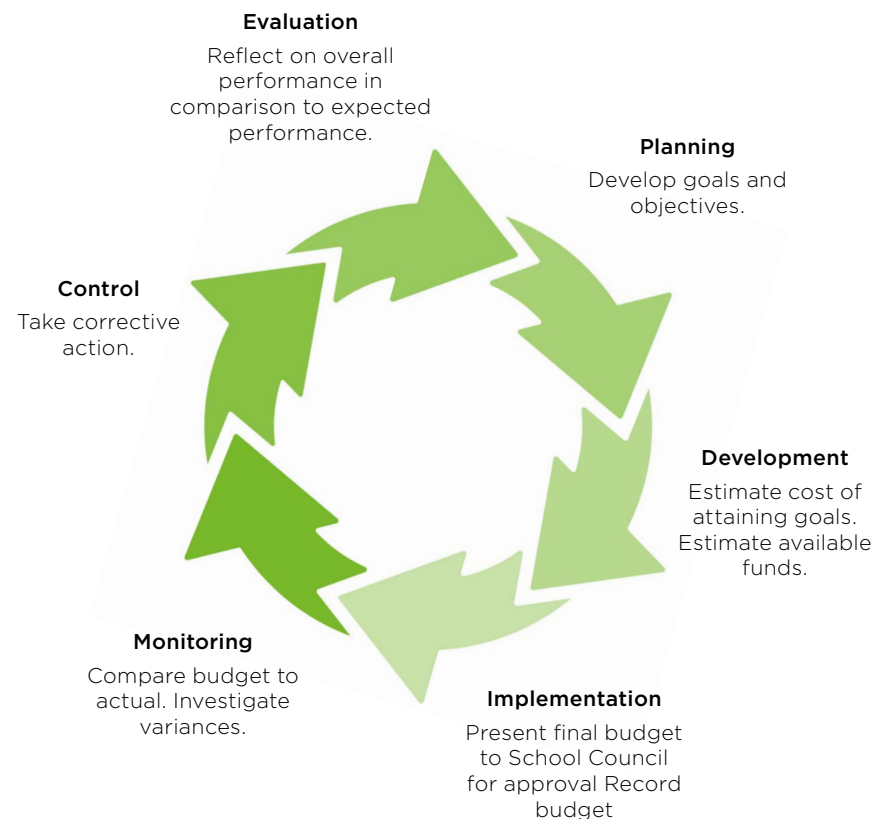 Evaluation
Reflect on overall
performance in
comparison to expected
performance.
Planning
Develop goals and
objectives.
Development
Estimate cost of
attaining goals.
Estimate available
funds.
Implementation
Present final budget
to School Council
for approval Record
budget
Monitoring
Compare budget to
actual. Investigate
variances.
Control
Take corrective
action.